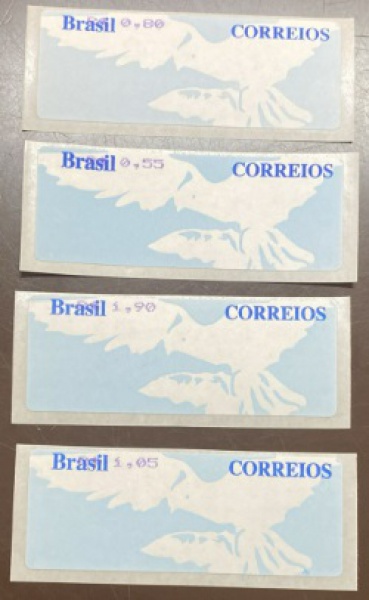 Brasil 0,80 CORREIOS
Brasil 0,55 CORREIOS
Brasil 1,90 CORREIOS
Brasil 1,05 CORREIOS